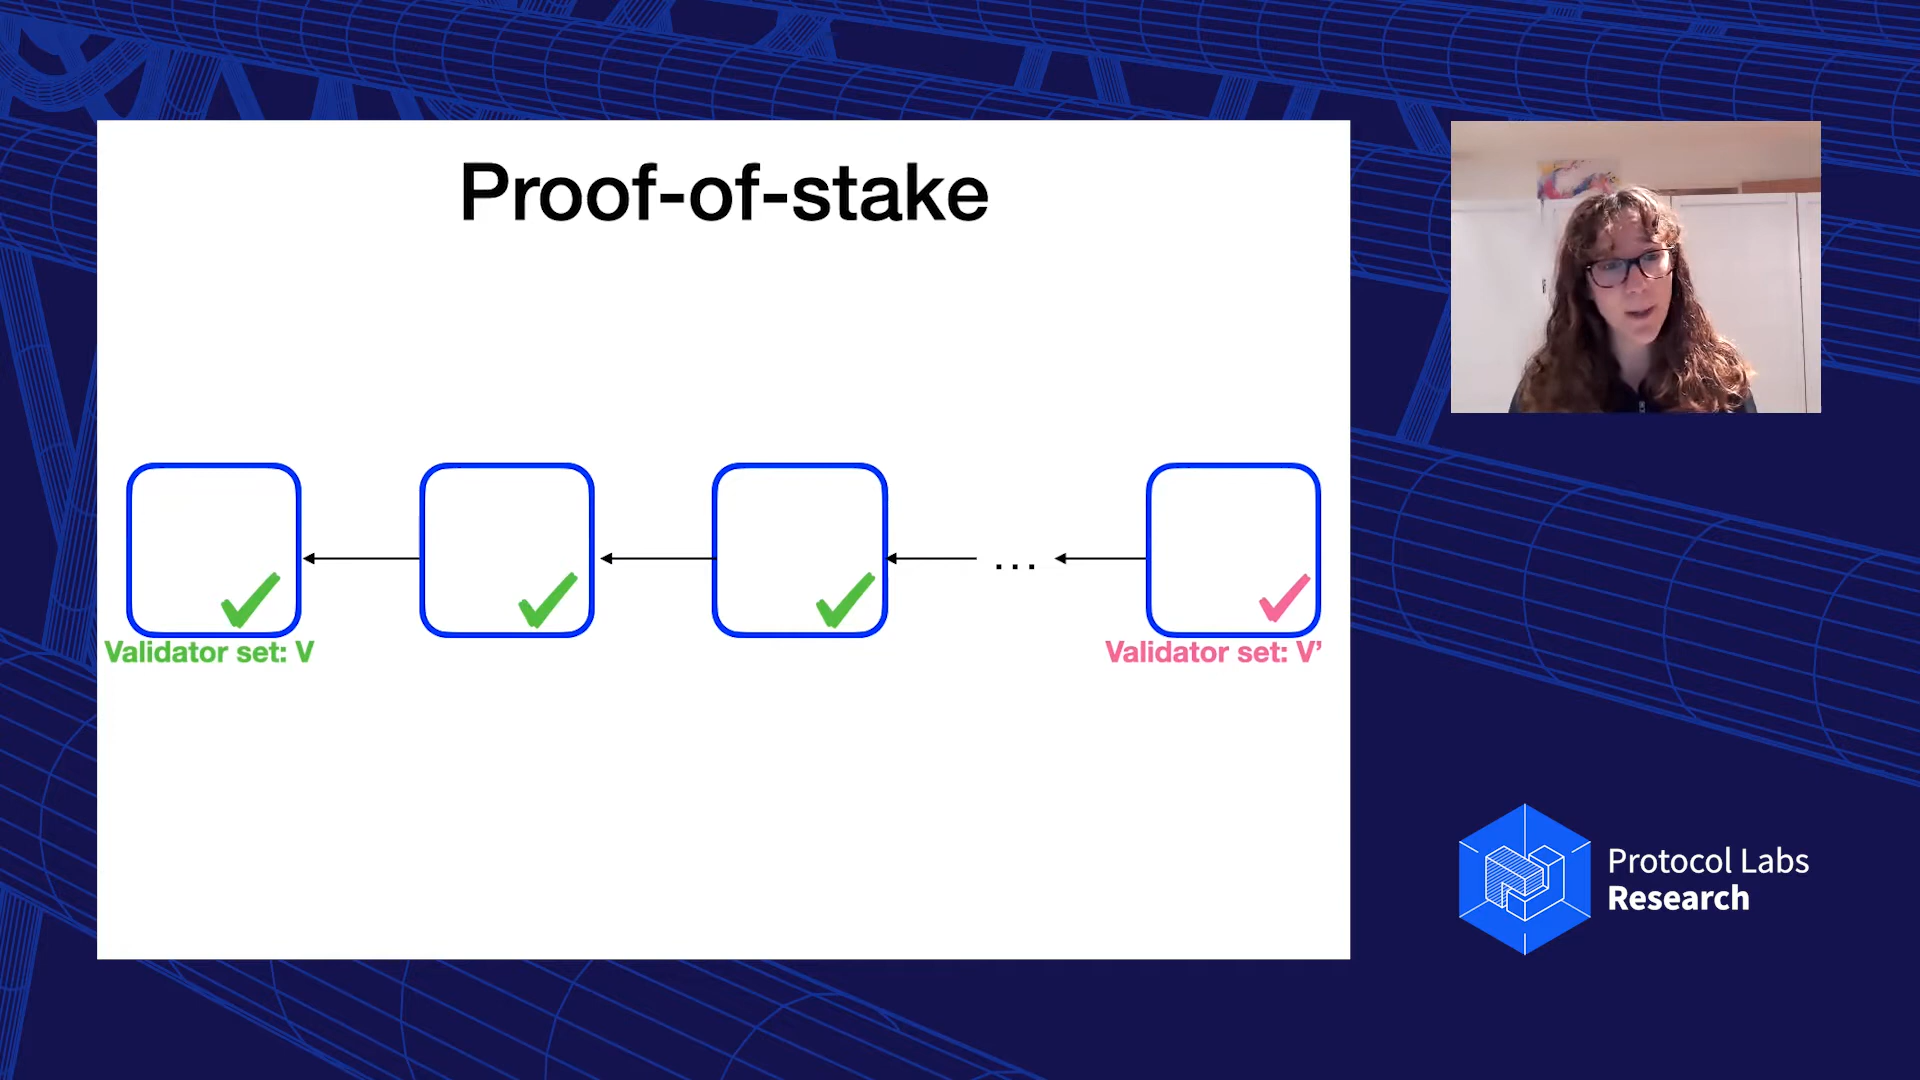 Proof-of-stake
...
Validator set: V
Validator set: V’
Protocol Labs
Research